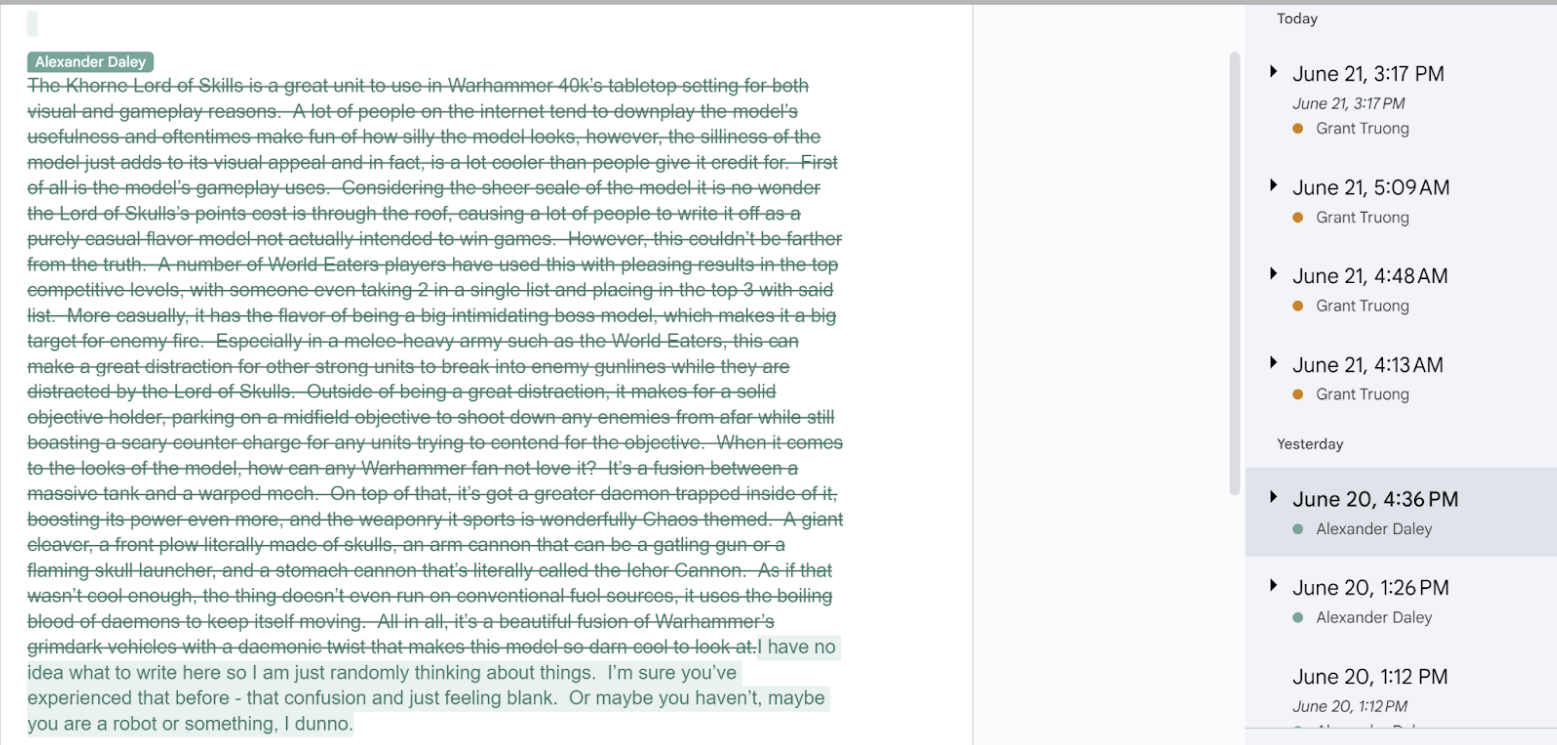 Alexander Daley
The Khorne Lord of Skills is a great unit to use in Warhammer 40k's tabletop setting for both
visual and gameplay reasons.  A lot of people on the internet tend to downplay the model's
usefulness and oftentimes make fun of how silly the model looks, however, the silliness of the
model just adds to its visual appeal and in fact, is a lot cooler than people give it credit for.  First
of all is the model's gameplay uses.  Considering the sheer scale of the model it is no wonder
the Lord of Skulls's points cost is through the roof, causing a lot of people to write it off as a
purely casual flavor model not actually intended to win games.  However, this couldn't be farther
from the truth.  A number of World Eaters players have used this with pleasing results in the top
competitive levels, with someone even taking 2 in a single list and placing in the top 3 with said
list.  More casually, it has the flavor of being a big intimidating boss model, which makes it a big
target for enemy fire.  Especially in a melee-heavy army such as the World Eaters, this can
make a great distraction for other strong units to break into enemy gunlines while they are
distracted by the Lord of Skulls.  Outside of being a great distraction, it makes for a solid
objective holder, parking on a midfield objective to shoot down any enemies from afar while still
boasting a scary counter charge for any units trying to contend for the objective.  When it comes
to the looks of the model, how can any Warhammer fan not love it?  It's a fusion between a
massive tank and a warped mech.  On top of that, it's got a greater daemon trapped inside of it,
boosting its power even more, and the weaponry it sports is wonderfully Chaos themed.  A giant
cleaver, a front plow literally made of skulls, an arm cannon that can be a gatling gun or a
flaming skull launcher, and a stomach cannon that's literally called the Ichor Cannon.  As if that
wasn't cool enough, the thing doesn't even run on conventional fuel sources, it uses the boiling
blood of daemons to keep itself moving.  All in all, it's a beautiful fusion of Warhammer's
grimdark vehicles with a daemonic twist that makes this model so darn cool to look at.I have no
idea what to write here so I am just randomly thinking about things.  I'm sure you've
experienced that before - that confusion and just feeling blank.  Or maybe you haven't, maybe
you are a robot or something, I dunno.
Today
June 21, 3:17 PM
June 21, 3:17 PM
Grant Truong
June 21, 5:09 AM
Grant Truong
June 21, 4:48 AM
Grant Truong
June 21, 4:13 AM
Grant Truong
Yesterday
June 20, 4:36 PM
Alexander Daley
June 20, 1:26 PM
Alexander Daley
June 20, 1:12 PM
June 20, 1:12 PM